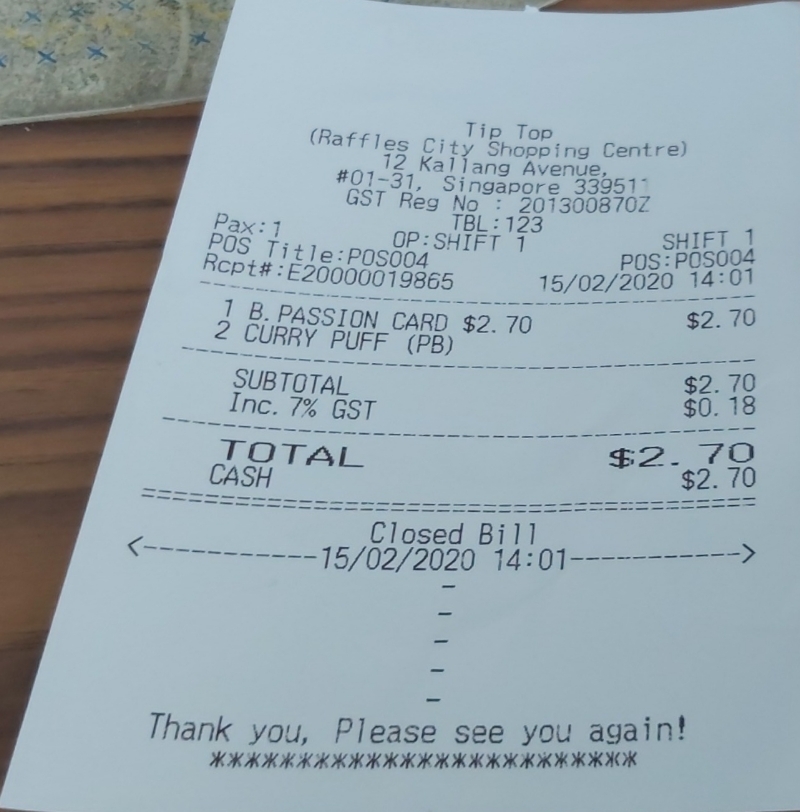 Tip Top
(Raffles City Shopping Centre)
12 Kallang Avenue,
#01-31, Singapore 339511
GST Reg No : 201300870Z
TBL:123
Pax:1 OP:SHIFT 1 SHIFT 1
POS Title:POS004 POS:POS004
Rcpt#:E20000019865 15/02/2020 14:01
1 B. PASSION CARD $2.70 $2.70
2 CURRY PUFF (PB)
SUBTOTAL $2.70
Inc. 7% GST $0.18
TOTAL $2.70
CASH $2.70
Closed Bill
<-----------15/02/2020 14:01----------->
-
-
-
-
-
Thank you, Please see you again!
************************